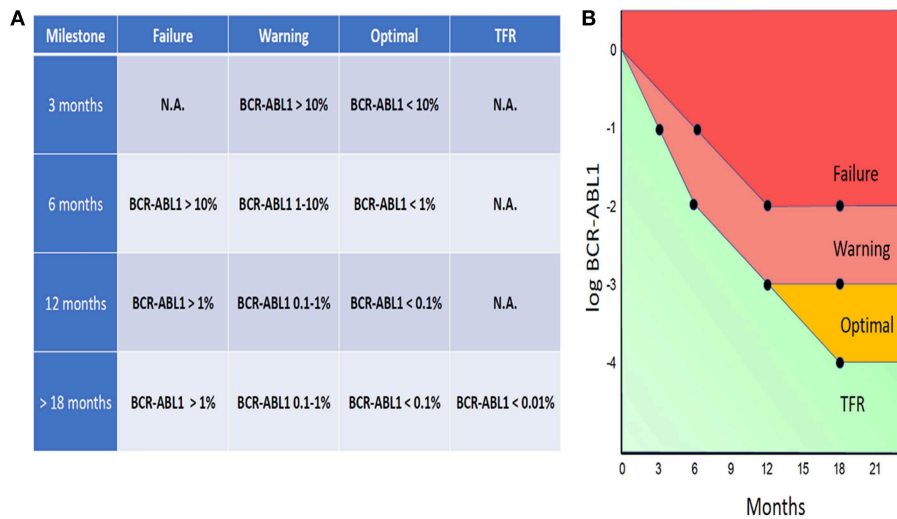 A
Milestone Failure Warning Optimal TFR
3 months N.A. BCR-ABL1 > 10% BCR-ABL1 < 10% N.A.
6 months BCR-ABL1 > 10% BCR-ABL1 1-10% BCR-ABL1 < 1% N.A.
12 months BCR-ABL1 > 1% BCR-ABL1 0.1-1% BCR-ABL1 < 0.1% N.A.
> 18 months BCR-ABL1 > 1% BCR-ABL1 0.1-1% BCR-ABL1 < 0.1% BCR-ABL1 < 0.01%
B
log BCR-ABL1
0
-1
-2
-3
-4
Failure
Warning
Optimal
TFR
0 3 6 9 12 15 18 21
Months